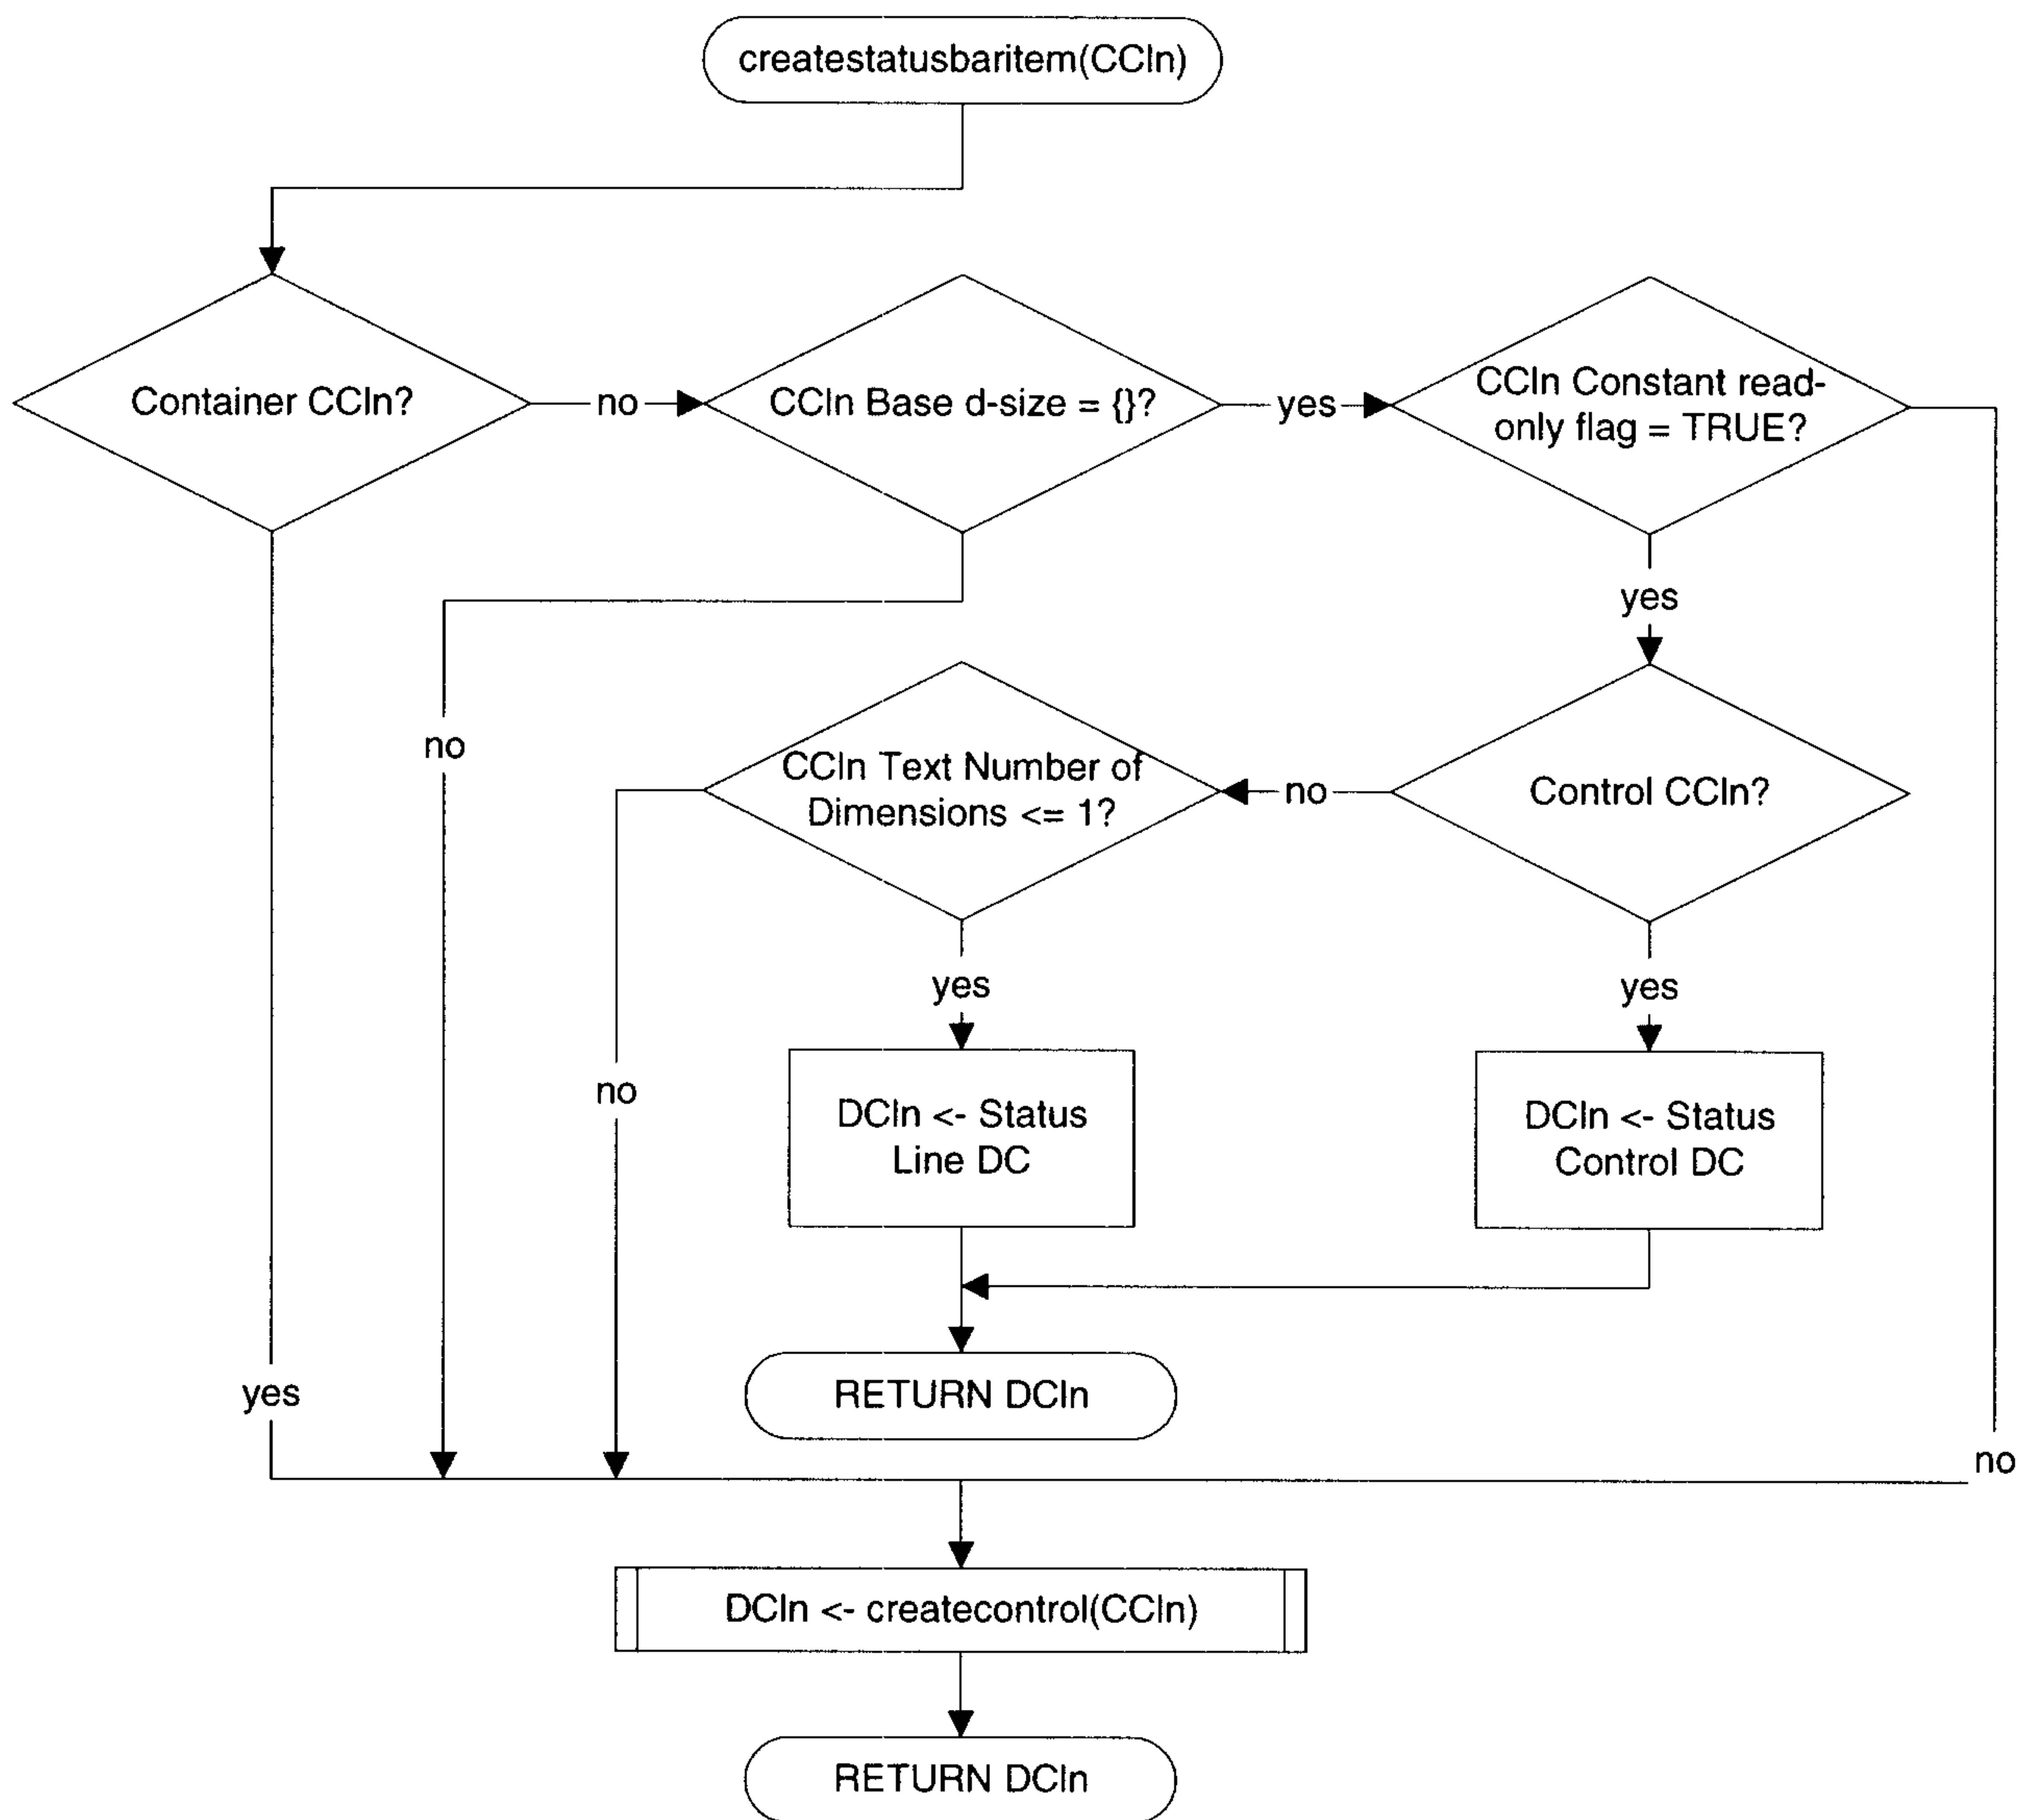 createstatusbaritem(CCIn)
Container CCIn?
no
CCIn Base d-size = {}?
yes
CCIn Constant read-
only flag = TRUE?
yes
no
CCIn Text Number of
Dimensions <= 1?
no
Control CCIn?
yes
yes
no
DCIn <- Status
Line DC
DCIn <- Status
Control DC
yes
RETURN DCIn
no
DCIn <- createcontrol(CCIn)
RETURN DCIn